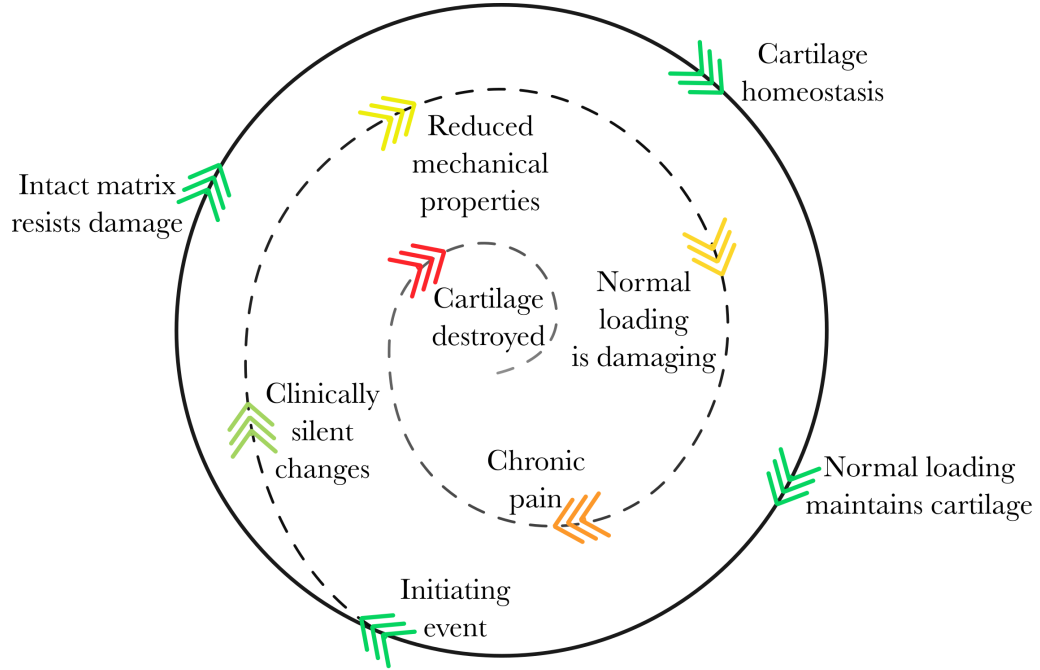 Cartilage
homeostasis
Reduced
mechanical
properties
Intact matrix
resists damage
Normal
loading
is damaging
Cartilage
destroyed
Clinically
silent
changes
Chronic
pain
Normal loading
maintains cartilage
Initiating
event